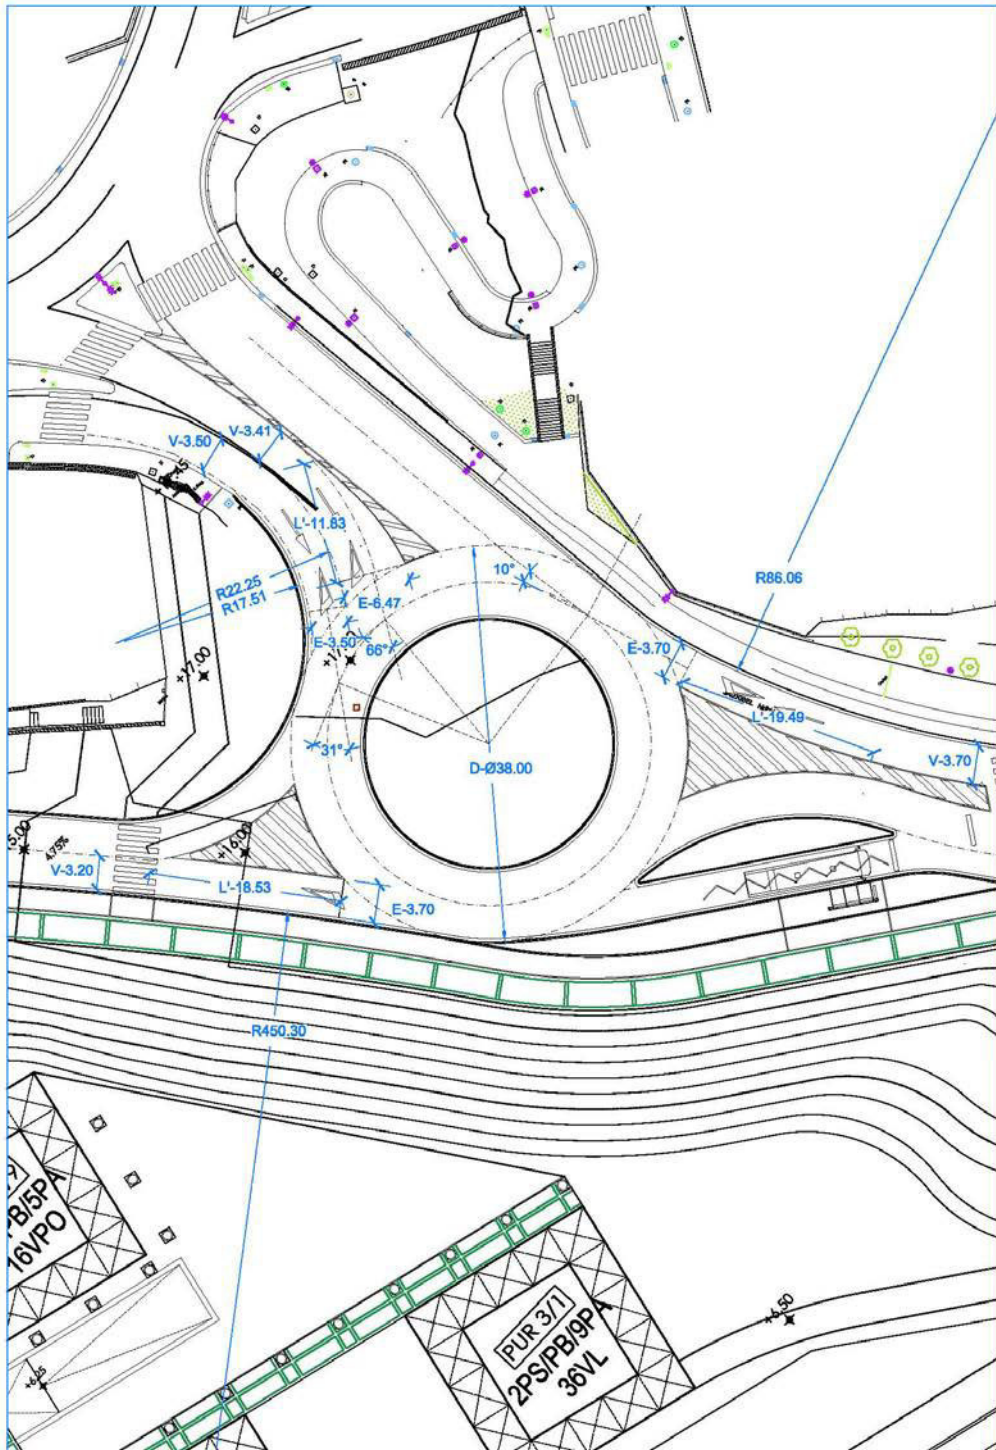 V-3.41
V-3.50
L'-11.83
R22.25
R17.51
10°
R86.06
E-6.47
E-3.50
66°
E-3.70
+17.00
L'-19.49
31°
D-Ø38.00
V-3.70
+16.00
4.75%
V-3.20
L'-18.53
E-3.70
R450.30
PB/5PA
16VPO
PUR 3/1
2PS/PB/9PA
36VL
+6.50
+6.25